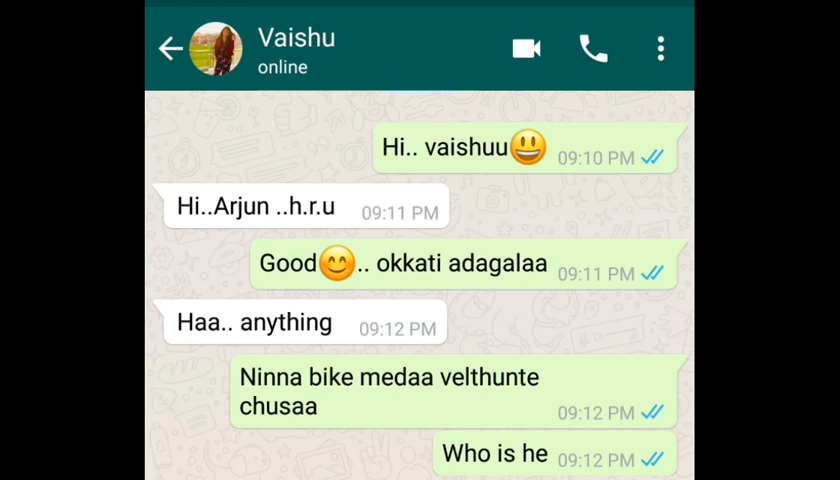 Vaishu
online
Hi.. vaishuu😃 09:10 PM
Hi..Arjun ..h.r.u 09:11 PM
Good😊.. okkati adagalaa 09:11 PM
Haa.. anything 09:12 PM
Ninna bike medaa velthunte
chusaa 09:12 PM
Who is he 09:12 PM